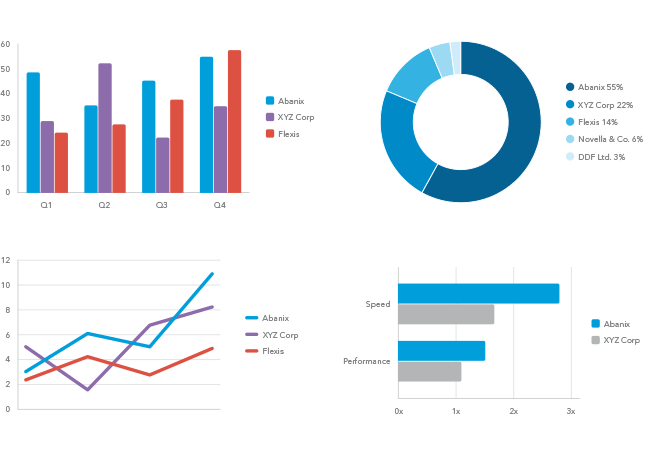 60
50
40
30
20
10
0
Q1 Q2 Q3 Q4
Abanix
XYZ Corp
Flexis
Abanix 55%
XYZ Corp 22%
Flexis 14%
Novella & Co. 6%
DDF Ltd. 3%
12
10
8
6
4
2
0
Abanix
XYZ Corp
Flexis
Speed
Performance
0x 1x 2x 3x
Abanix
XYZ Corp